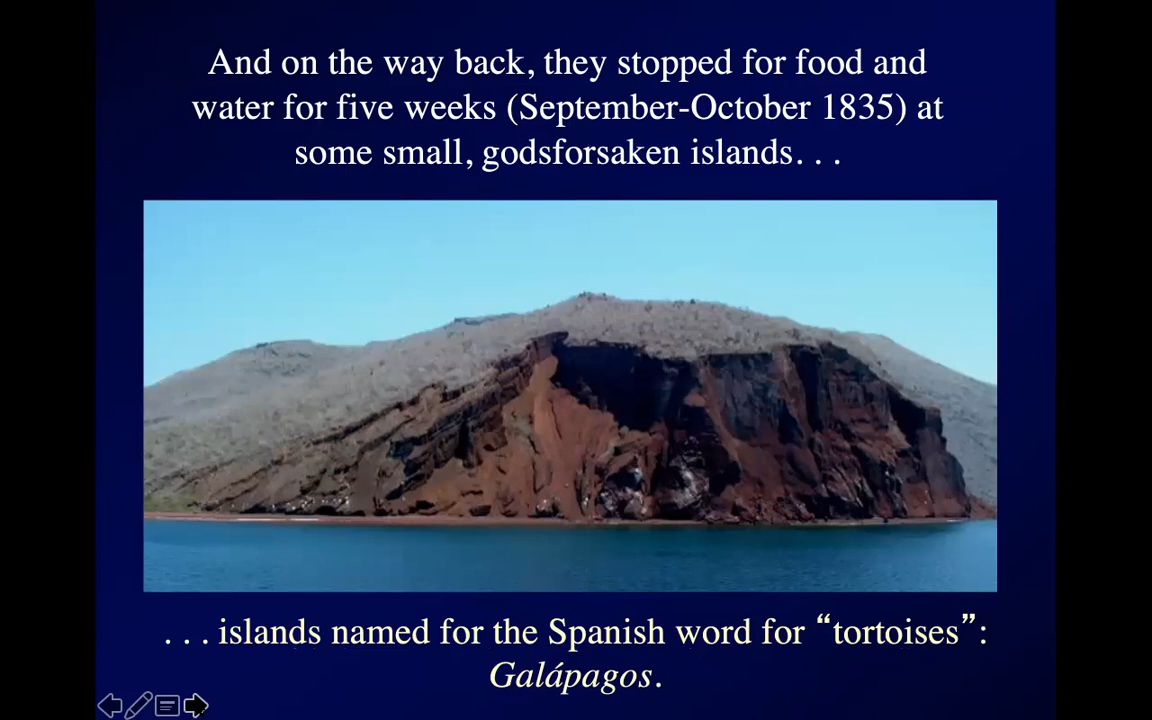 And on the way back, they stopped for food and
water for five weeks (September-October 1835) at
some small, godsforsaken islands. . .
. . . islands named for the Spanish word for “tortoises”:
Galápagos.